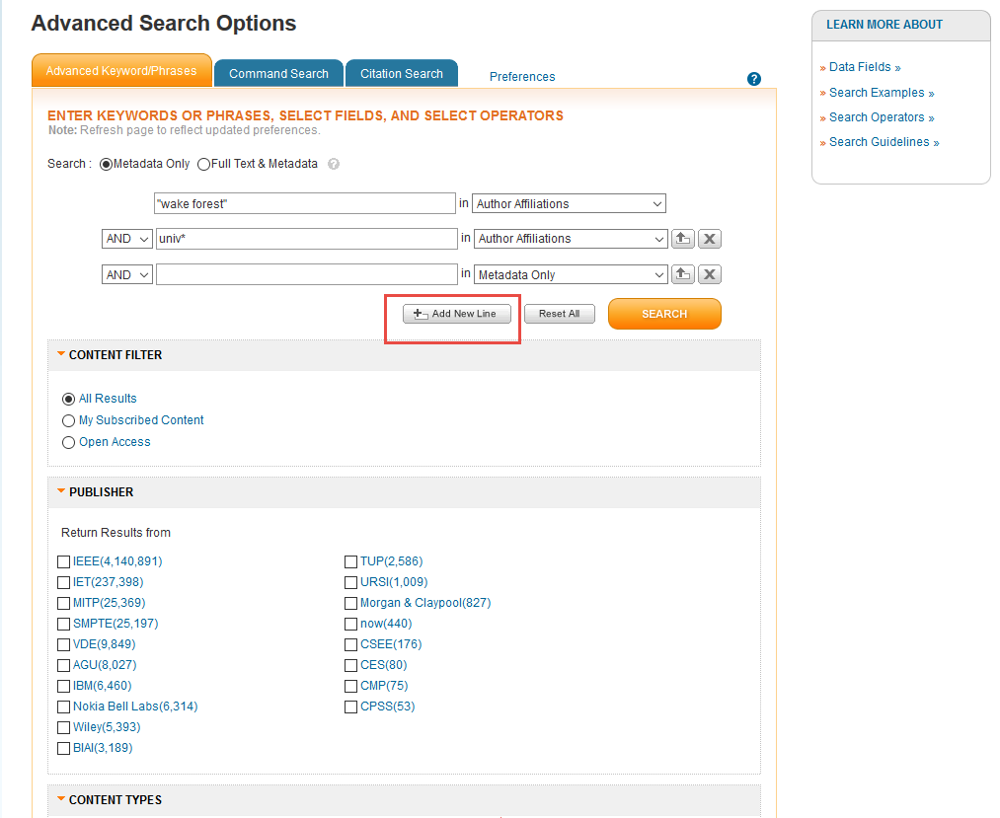 Advanced Search Options
Advanced Keyword/Phrases
Command Search
Citation Search
Preferences
?
ENTER KEYWORDS OR PHRASES, SELECT FIELDS, AND SELECT OPERATORS
Note: Refresh page to reflect updated preferences.
Search : Metadata Only Full Text & Metadata ?
"wake forest" in Author Affiliations
AND univ* in Author Affiliations
AND in Metadata Only
Add New Line
Reset All
SEARCH
CONTENT FILTER
All Results
My Subscribed Content
Open Access
PUBLISHER
Return Results from
IEEE(4,140,891)
IET(237,398)
MITP(25,369)
SMPTE(25,197)
VDE(9,849)
AGU(8,027)
IBM(6,460)
Nokia Bell Labs(6,314)
Wiley(5,393)
BIAI(3,189)
TUP(2,586)
URSI(1,009)
Morgan & Claypool(827)
now(440)
CSEE(176)
CES(80)
CMP(75)
CPSS(53)
CONTENT TYPES
LEARN MORE ABOUT
» Data Fields »
» Search Examples »
» Search Operators »
» Search Guidelines »